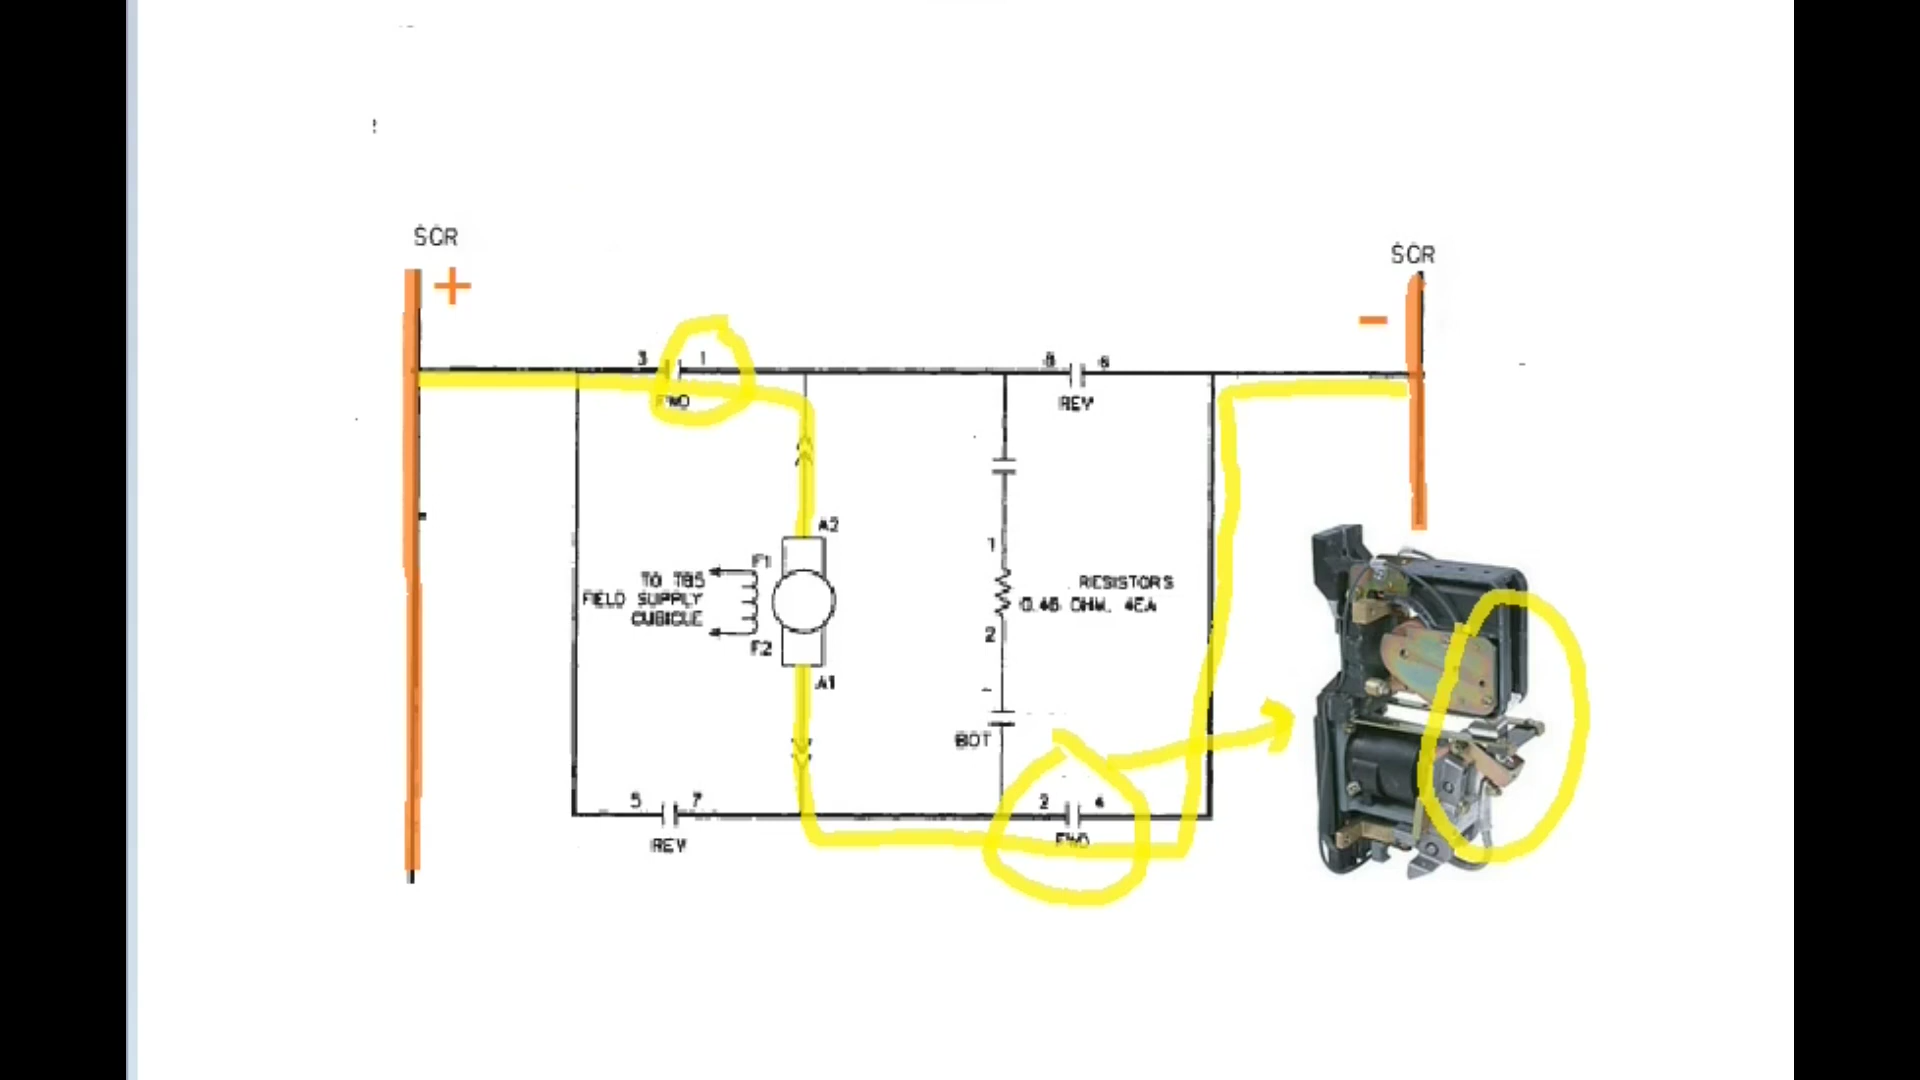 SCR
SCR
+
-
3 1
8 6
FWD
REV
A2
F1
1
TO TB5
FIELD SUPPLY
CUBICLE
RESISTORS
0.46 OHM, 4EA
2
F2
A1
BOT
5 7
2 4
REV
FWD